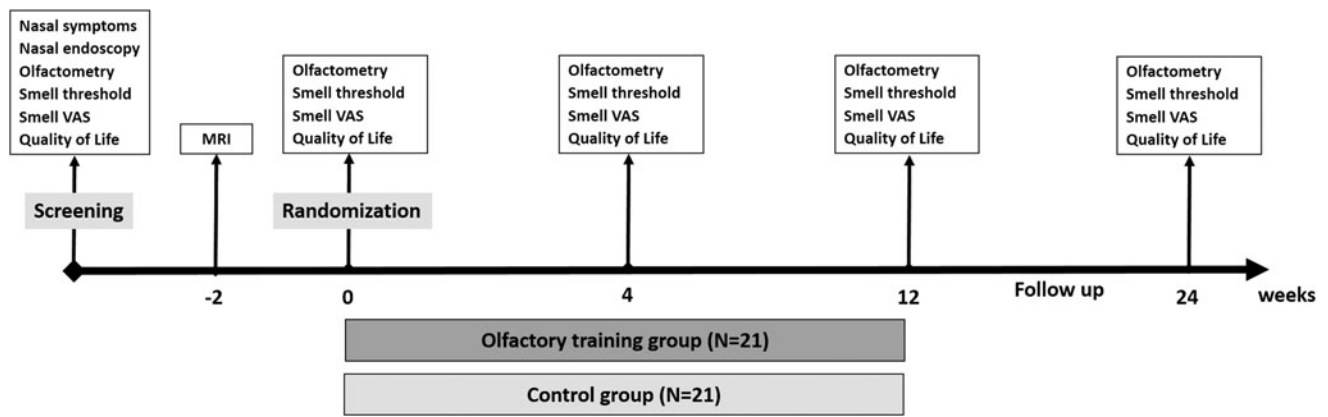 Nasal symptoms
Nasal endoscopy
Olfactometry
Smell threshold
Smell VAS
Quality of Life
MRI
Olfactometry
Smell threshold
Smell VAS
Quality of Life
Olfactometry
Smell threshold
Smell VAS
Quality of Life
Olfactometry
Smell threshold
Smell VAS
Quality of Life
Olfactometry
Smell threshold
Smell VAS
Quality of Life
Screening
Randomization
-2
0
4
12
Follow up
24
weeks
Olfactory training group (N=21)
Control group (N=21)